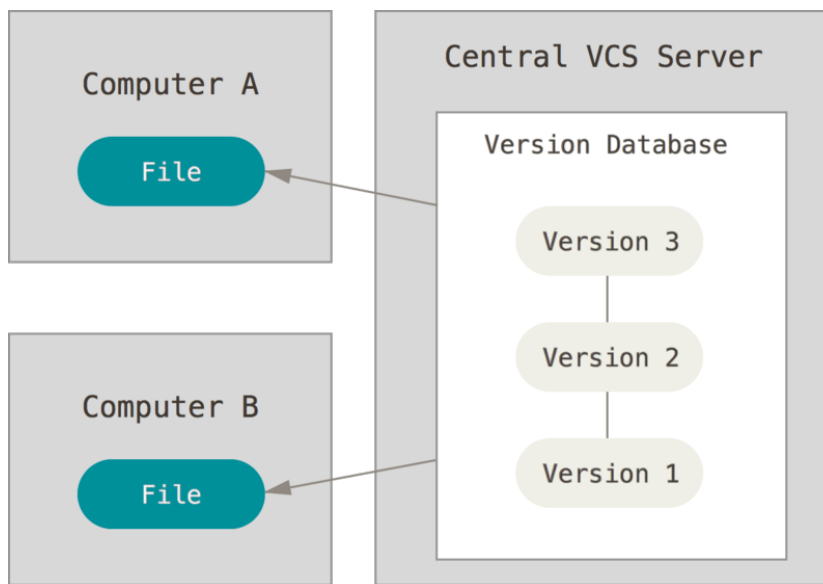 Computer A
File
Computer B
File
Central VCS Server
Version Database
Version 3
Version 2
Version 1